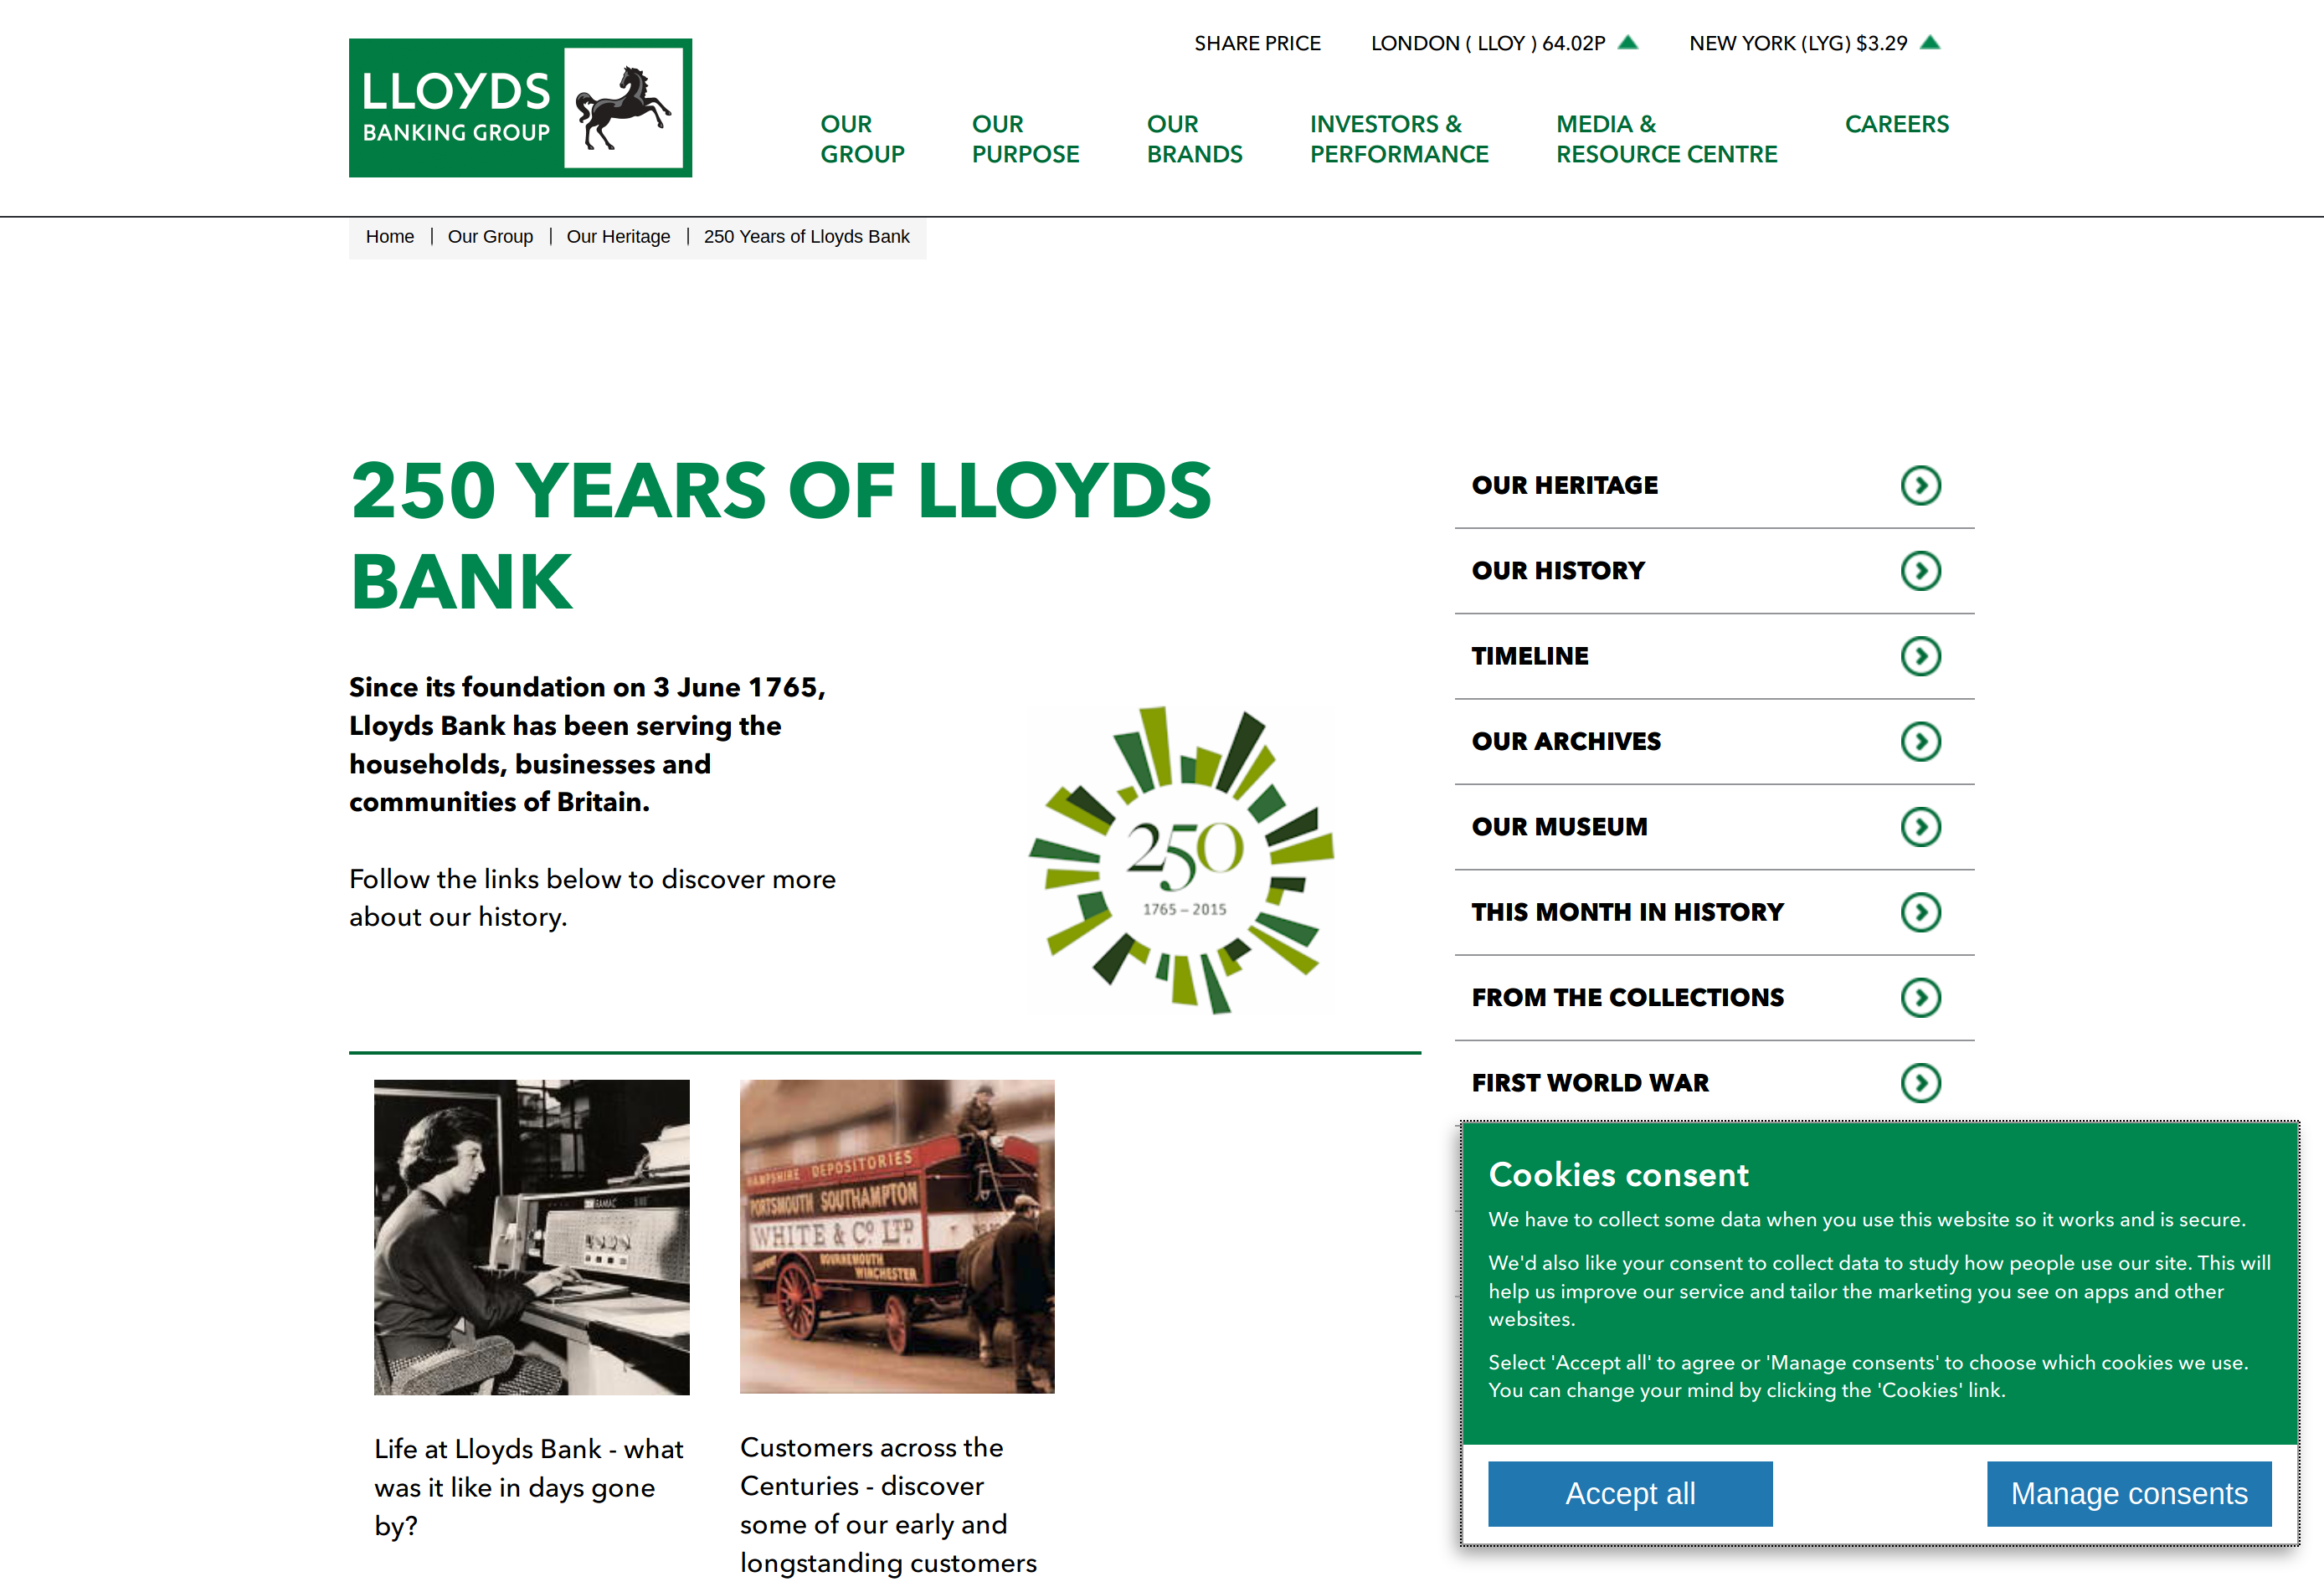 LLOYDS
BANKING GROUP
SHARE PRICE
LONDON ( LLOY ) 64.02P
NEW YORK (LYG) $3.29
OUR
GROUP
OUR
PURPOSE
OUR
BRANDS
INVESTORS &
PERFORMANCE
MEDIA &
RESOURCE CENTRE
CAREERS
Home | Our Group | Our Heritage | 250 Years of Lloyds Bank
250 YEARS OF LLOYDS
BANK
Since its foundation on 3 June 1765,
Lloyds Bank has been serving the
households, businesses and
communities of Britain.
Follow the links below to discover more
about our history.
250
1765 – 2015
HAMPSHIRE DEPOSITORIES
PORTSMOUTH SOUTHAMPTON
WHITE & Co. LTD
BOURNEMOUTH
WINCHESTER
Life at Lloyds Bank - what
was it like in days gone
by?
Customers across the
Centuries - discover
some of our early and
longstanding customers
OUR HERITAGE
OUR HISTORY
TIMELINE
OUR ARCHIVES
OUR MUSEUM
THIS MONTH IN HISTORY
FROM THE COLLECTIONS
FIRST WORLD WAR
Cookies consent
We have to collect some data when you use this website so it works and is secure.
We'd also like your consent to collect data to study how people use our site. This will
help us improve our service and tailor the marketing you see on apps and other
websites.
Select 'Accept all' to agree or 'Manage consents' to choose which cookies we use.
You can change your mind by clicking the 'Cookies' link.
Accept all
Manage consents